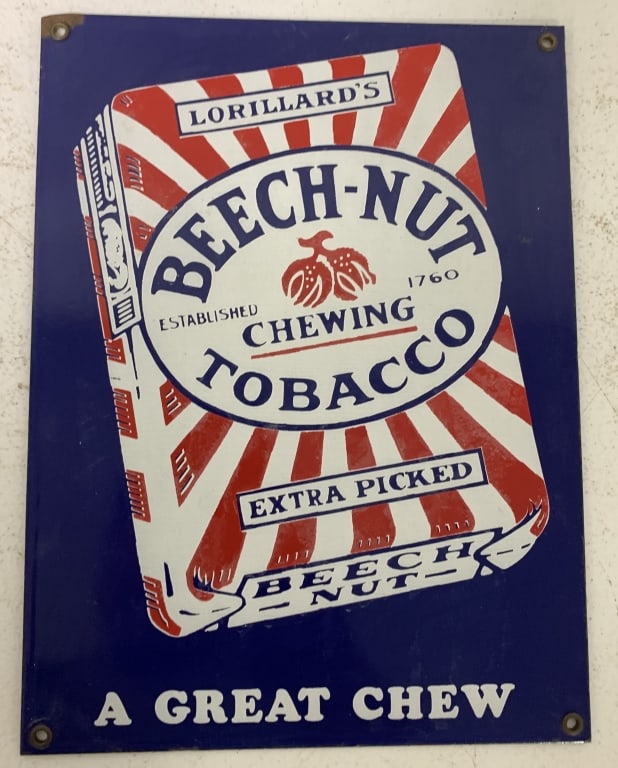 LORILLARD'S
BEECH-NUT
ESTABLISHED 1760
CHEWING
TOBACCO
EXTRA PICKED
BEECH
NUT
A GREAT CHEW